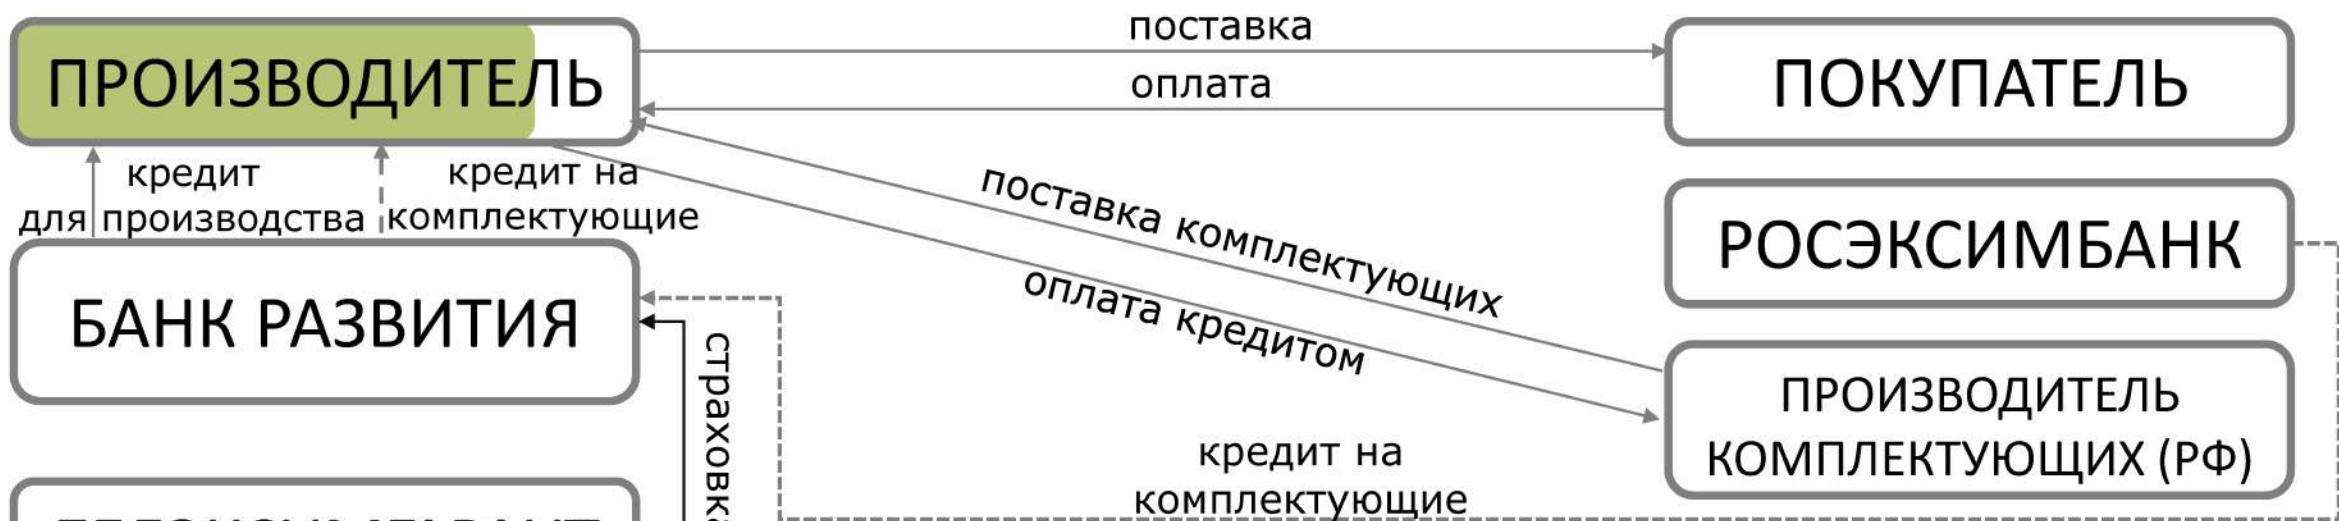 ПРОИЗВОДИТЕЛЬ
поставка
оплата
ПОКУПАТЕЛЬ
кредит
для производства
кредит на
комплектующие
поставка комплектующих
оплата кредитом
РОСЭКСИМБАНК
БАНК РАЗВИТИЯ
страховка
ПРОИЗВОДИТЕЛЬ
КОМПЛЕКТУЮЩИХ (РФ)
кредит на
комплектующие